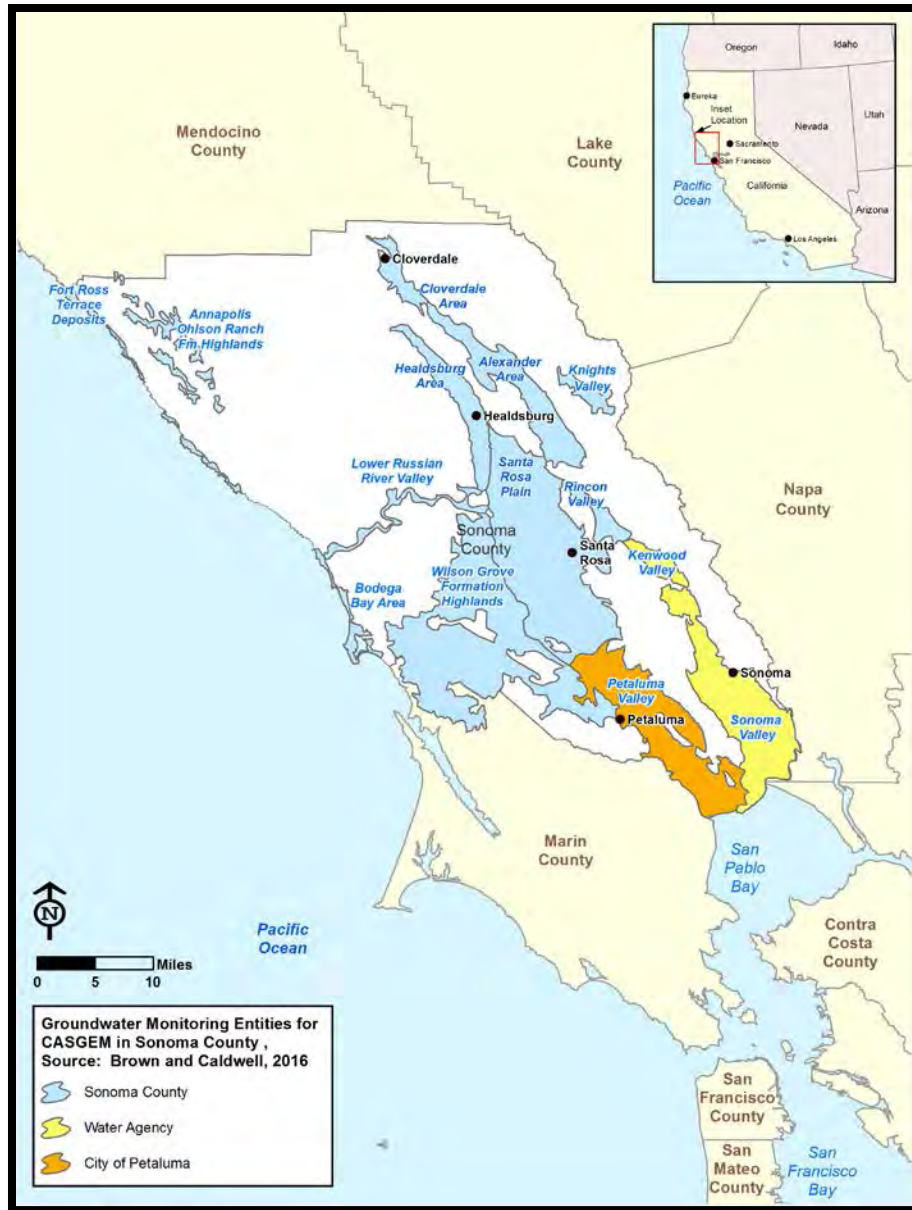 Oregon
Idaho
Eureka
Inset
Location
Nevada
Utah
Sacramento
San Francisco
Pacific
Ocean
California
Arizona
Los Angeles
Mendocino
County
Lake
County
Cloverdale
Fort Ross
Terrace
Deposits
Annapolis
Ohlson Ranch
Fm Highlands
Cloverdale
Area
Healdsburg
Area
Alexander
Area
Knights
Valley
Healdsburg
Lower Russian
River Valley
Santa
Rosa
Plain
Rincon
Valley
Napa
County
Sonoma
County
Santa
Rosa
Kenwood
Valley
Wilson Grove
Formation
Highlands
Bodega
Bay Area
Sonoma
Petaluma
Valley
Petaluma
Sonoma
Valley
Marin
County
San
Pablo
Bay
Contra
Costa
County
N
Pacific
Ocean
Miles
0 5 10
Groundwater Monitoring Entities for
CASGEM in Sonoma County ,
Source: Brown and Caldwell, 2016
Sonoma County
Water Agency
City of Petaluma
San
Francisco
County
San
Mateo
County
San
Francisco
Bay